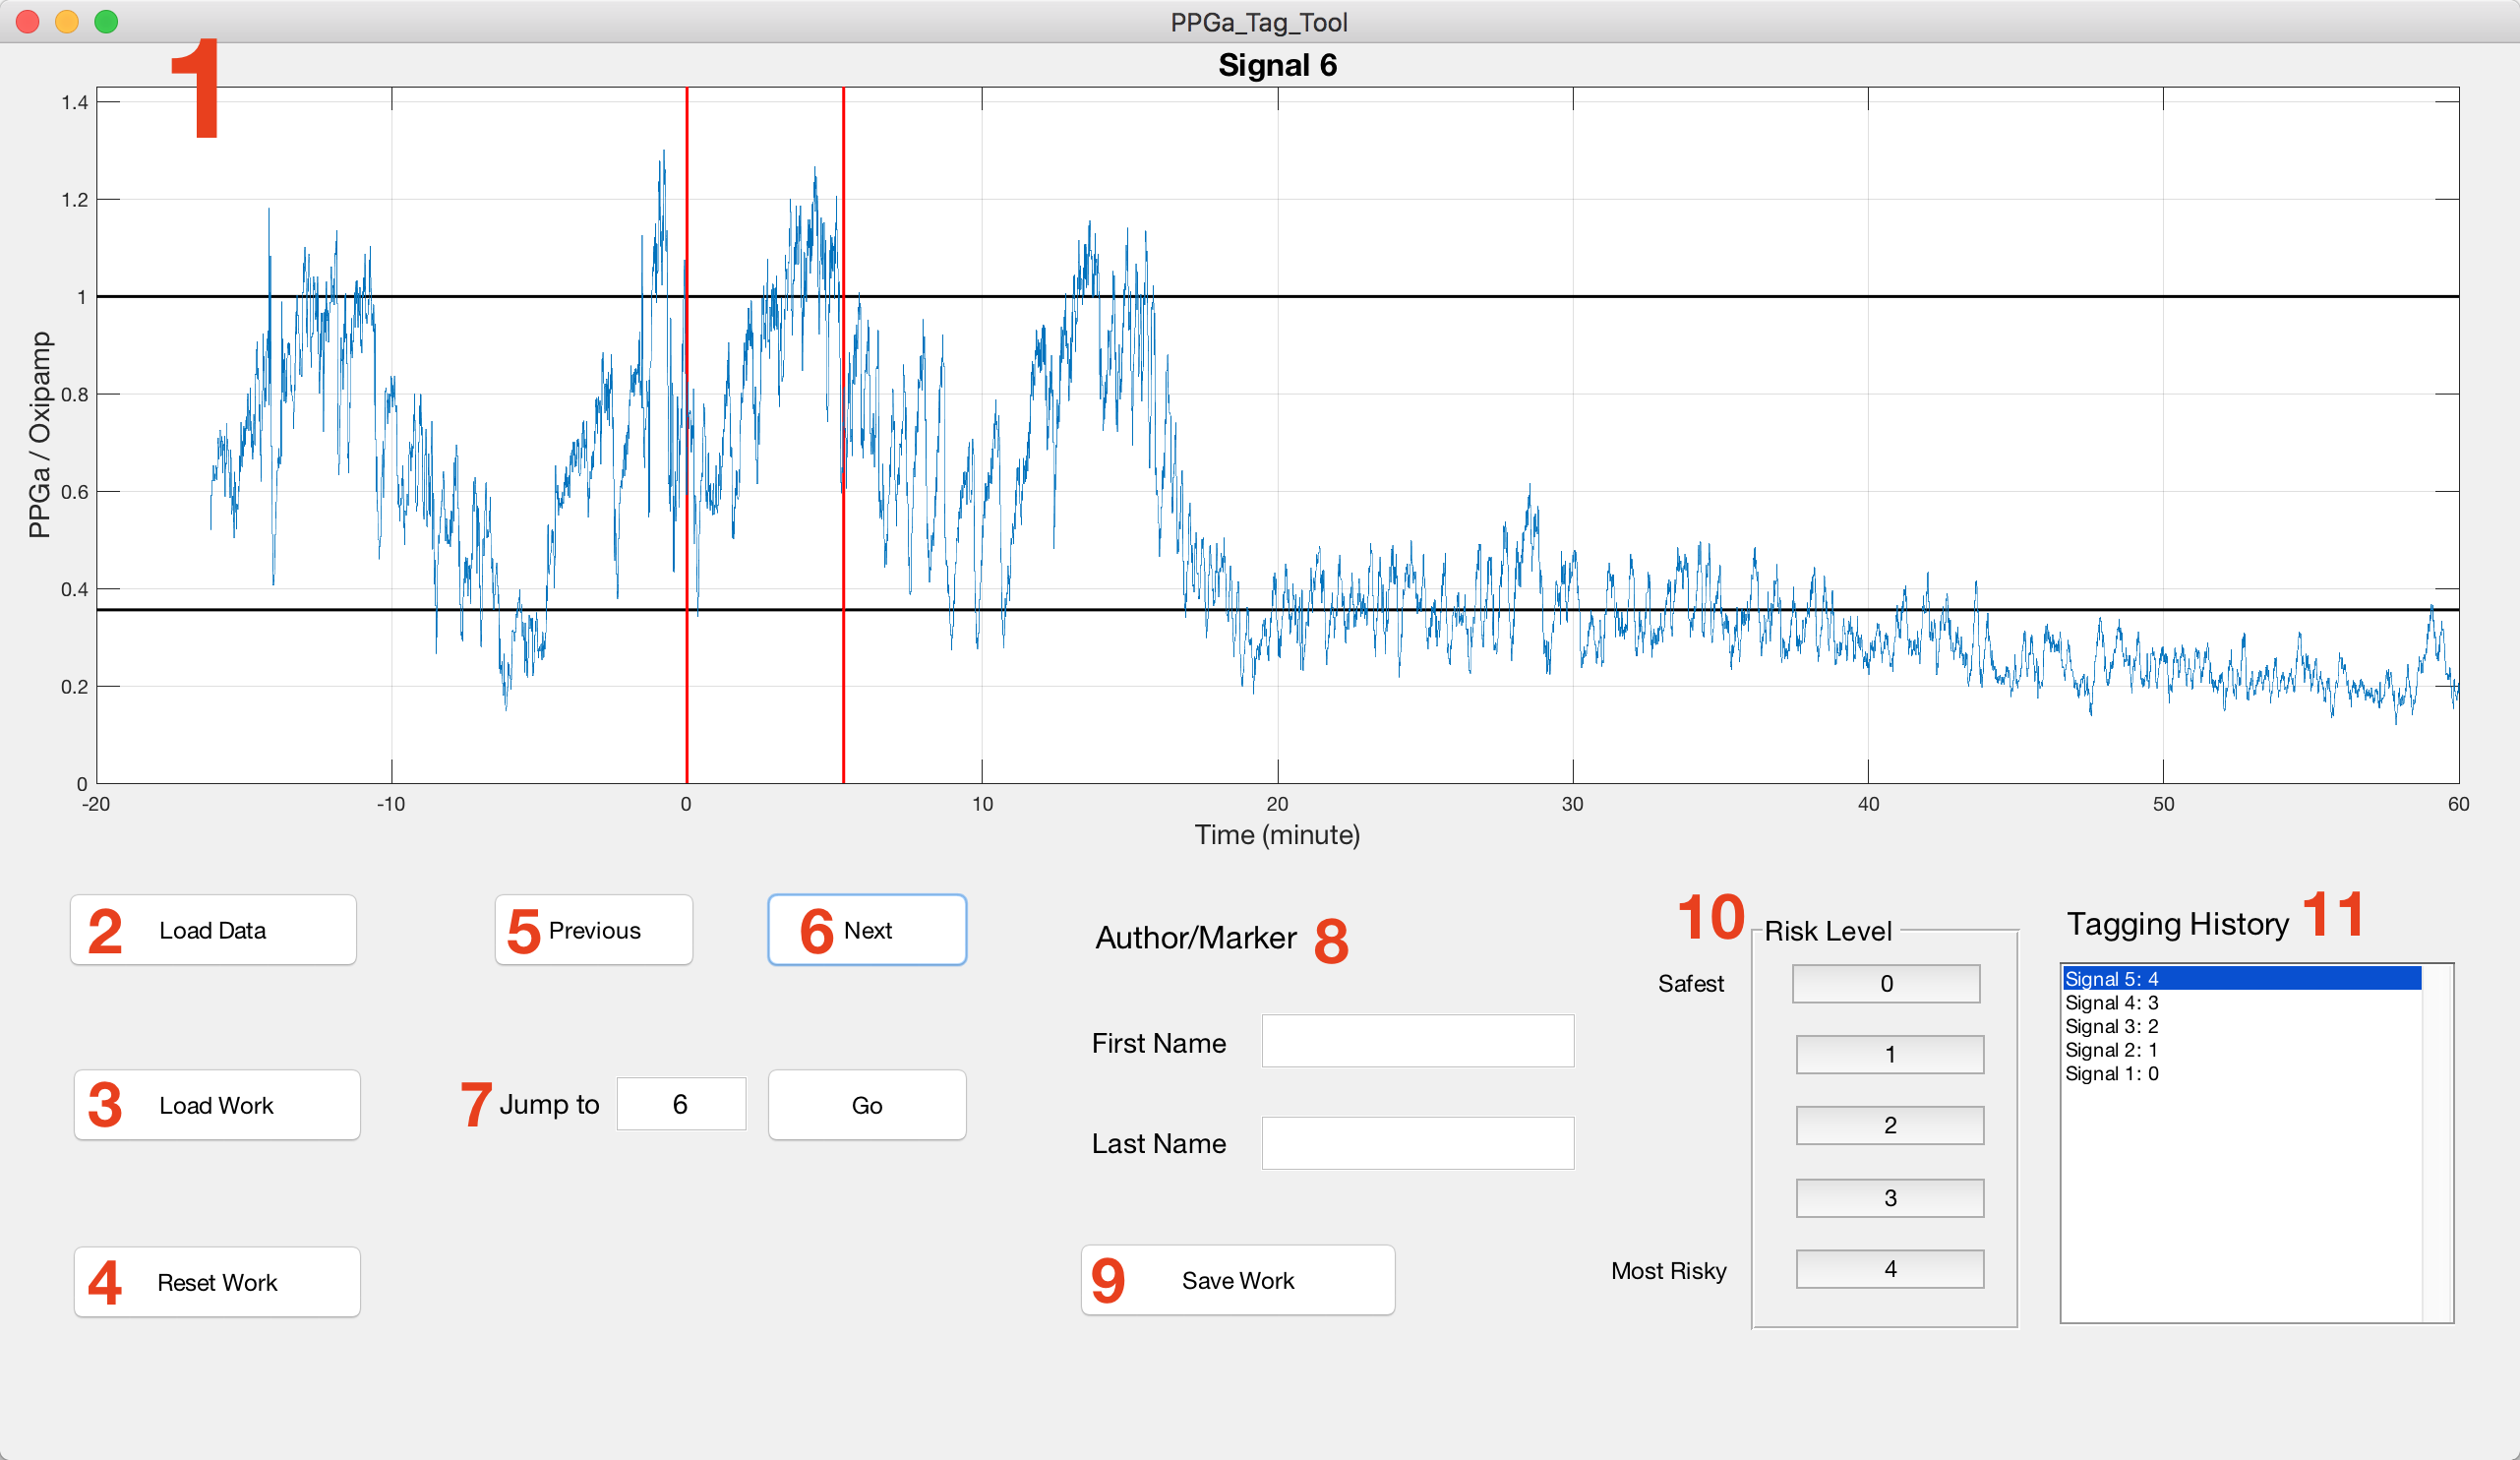 PPGa_Tag_Tool
1
Signal 6
1.4
1.2
1
0.8
0.6
0.4
0.2
0
PPGa / Oxipamp
-20 -10 0 10 20 30 40 50 60
Time (minute)
2 Load Data
5 Previous
6 Next
3 Load Work
7 Jump to 6 Go
4 Reset Work
Author/Marker 8
First Name
Last Name
9 Save Work
10 Risk Level
Safest 0
1
2
3
Most Risky 4
Tagging History 11
Signal 5: 4
Signal 4: 3
Signal 3: 2
Signal 2: 1
Signal 1: 0